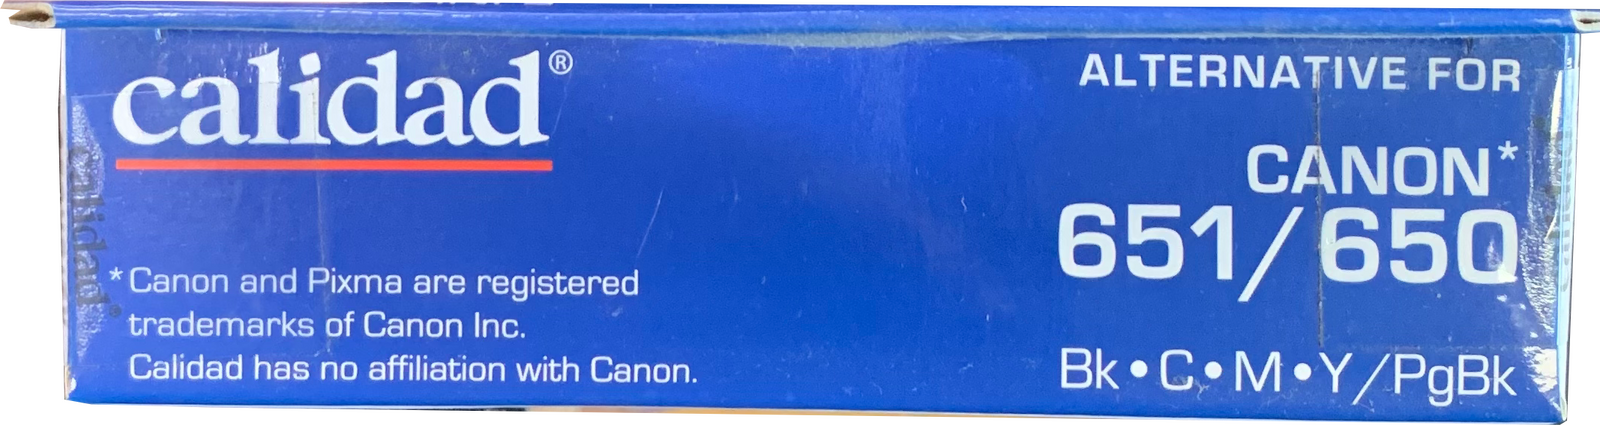 calidad®
ALTERNATIVE FOR
CANON*
651/650
*Canon and Pixma are registered
trademarks of Canon Inc.
Calidad has no affiliation with Canon.
Bk•C•M•Y/PgBk
calidad®